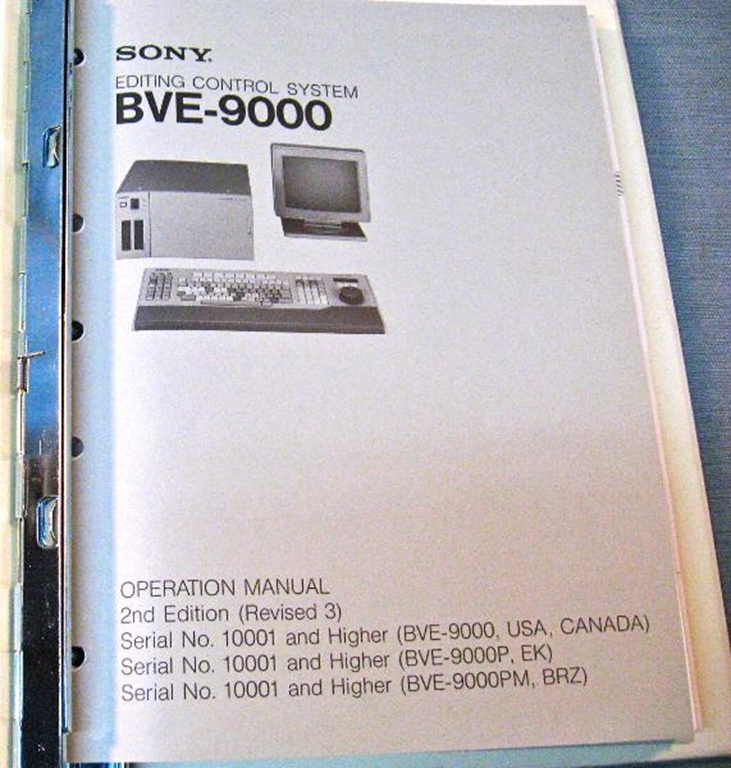 SONY.
EDITING CONTROL SYSTEM
BVE-9000
OPERATION MANUAL
2nd Edition (Revised 3)
Serial No. 10001 and Higher (BVE-9000, USA, CANADA)
Serial No. 10001 and Higher (BVE-9000P, EK)
Serial No. 10001 and Higher (BVE-9000PM, BRZ)